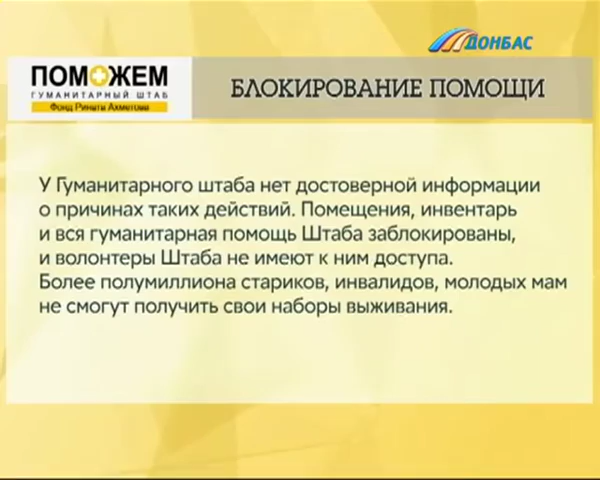 ДОНБАС
ПОМОЖЕМ
ГУМАНИТАРНЫЙ ШТАБ
Фонд Рината Ахметова
БЛОКИРОВАНИЕ ПОМОЩИ
У Гуманитарного штаба нет достоверной информации
о причинах таких действий. Помещения, инвентарь
и вся гуманитарная помощь Штаба заблокированы,
и волонтеры Штаба не имеют к ним доступа.
Более полумиллиона стариков, инвалидов, молодых мам
не смогут получить свои наборы выживания.